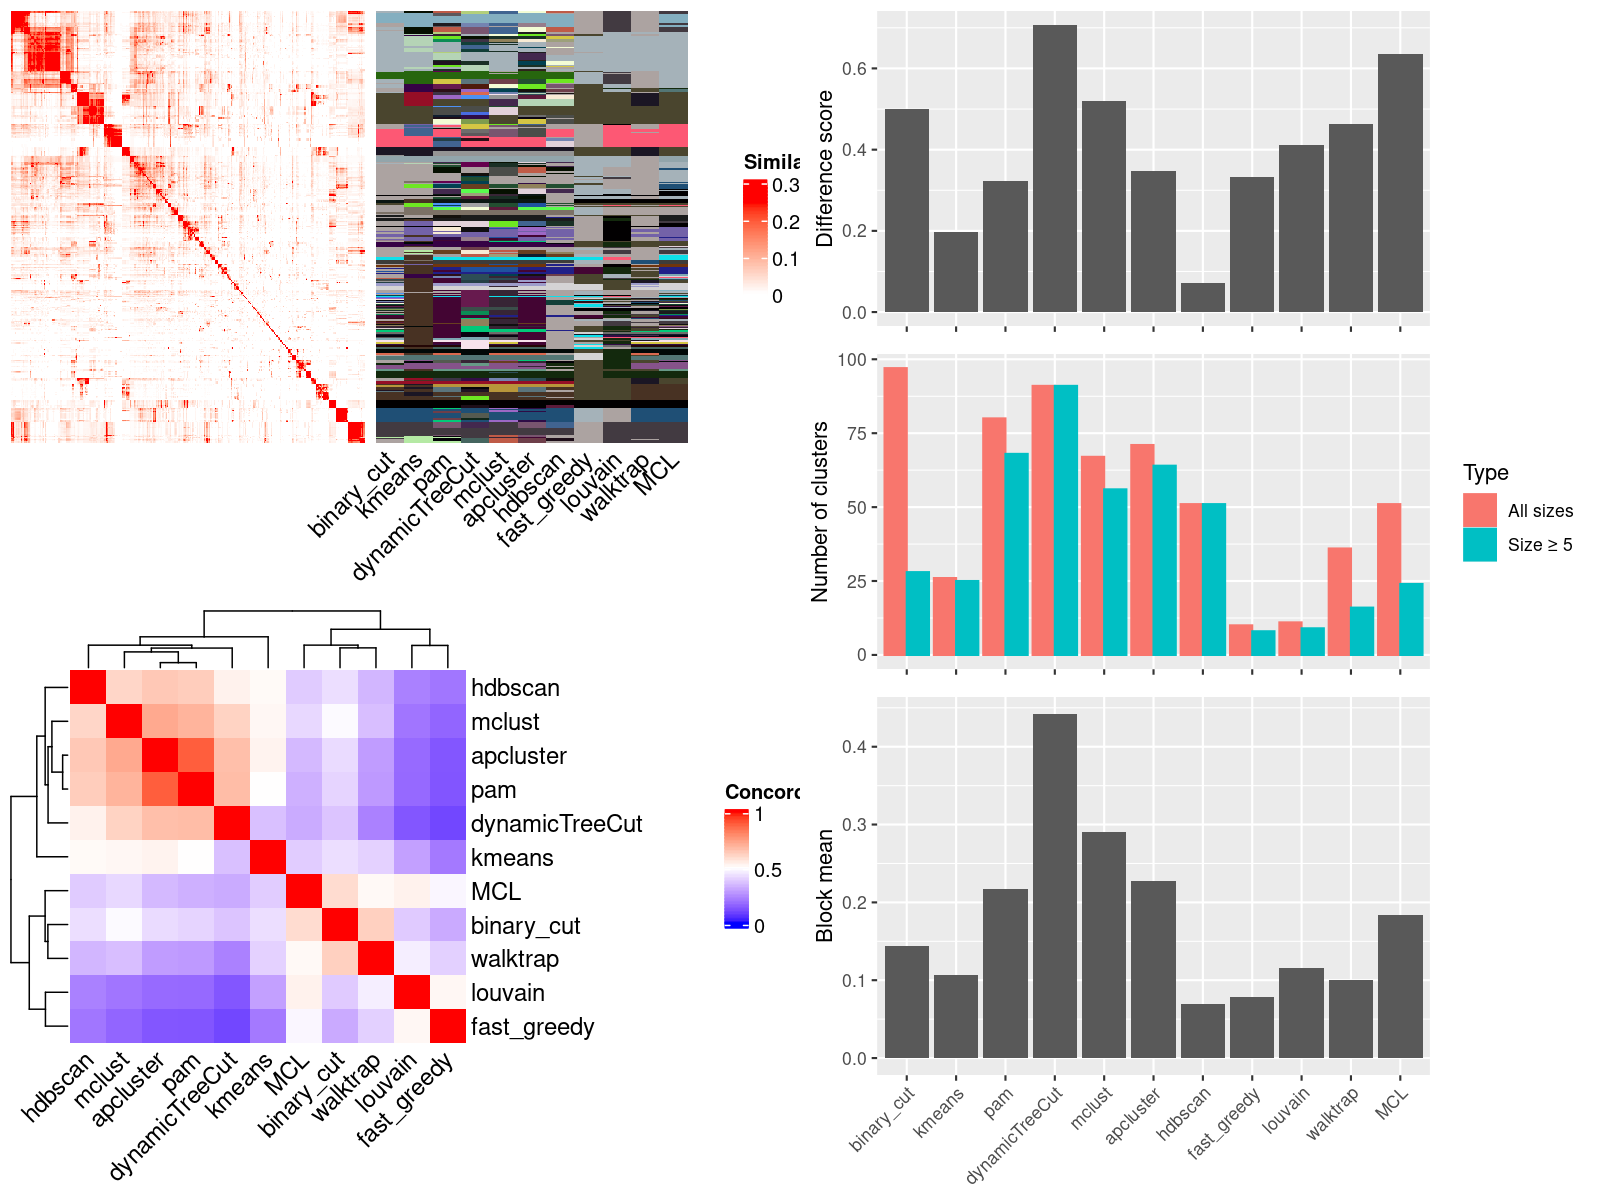 Simila
0.3
0.2
0.1
0
binary_cut
kmeans
pam
dynamicTreeCut
mclust
apcluster
hdbscan
fast_greedy
louvain
walktrap
MCL
hdbscan
mclust
apcluster
pam
dynamicTreeCut
kmeans
MCL
binary_cut
walktrap
louvain
fast_greedy
hdbscan
mclust
apcluster
pam
dynamicTreeCut
kmeans
MCL
binary_cut
walktrap
louvain
fast_greedy
Concord
1
0.5
0
Difference score
0.6
0.4
0.2
0.0
Number of clusters
100
75
50
25
0
Type
All sizes
Size ≥ 5
Block mean
0.4
0.3
0.2
0.1
0.0
binary_cut
kmeans
pam
dynamicTreeCut
mclust
apcluster
hdbscan
fast_greedy
louvain
walktrap
MCL